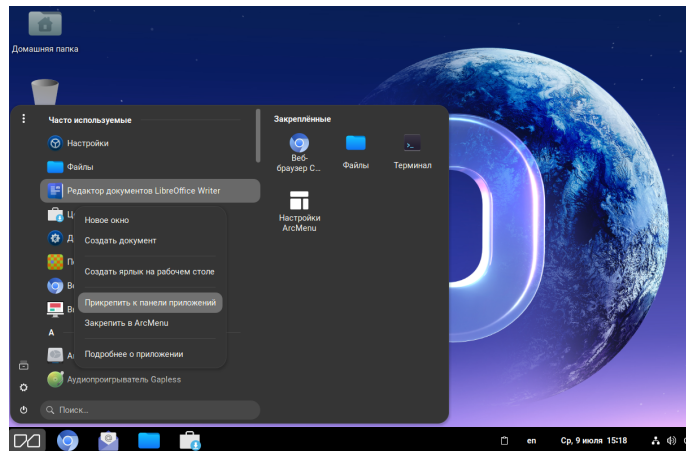 Домашняя папка
Часто используемые
Настройки
Файлы
Редактор документов LibreOffice Writer
Новое окно
Создать документ
Создать ярлык на рабочем столе
Прикрепить к панели приложений
Закрепить в ArcMenu
А
Подробнее о приложении
Аудиопроигрыватель Gapless
Поиск...
Закреплённые
Веб-
браузер C...
Файлы
Терминал
Настройки
ArcMenu
en
Ср, 9 июля 15:18